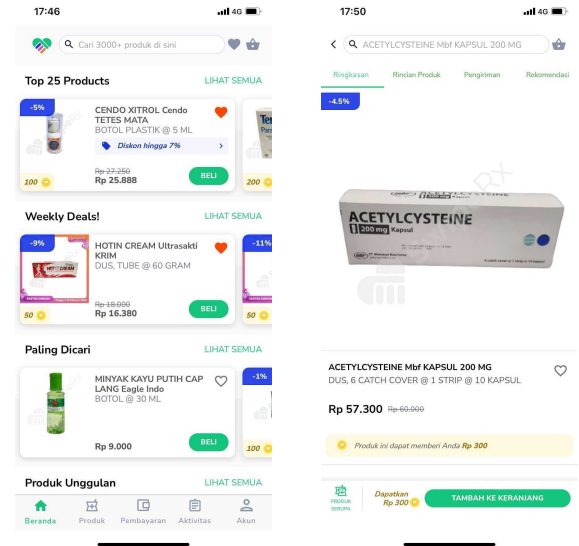 17:46
4G
Cari 3000+ produk di sini
Top 25 Products
LIHAT SEMUA
-5%
CENDO XITROL Cendo
TETES MATA
BOTOL PLASTIK @ 5 ML
Diskon hingga 7%
Rp 27.250
Rp 25.888
BELI
100
200
Weekly Deals!
LIHAT SEMUA
-9%
HOTIN CREAM Ultrasakti
KRIM
DUS, TUBE @ 60 GRAM
HOTIN CREAM
Rp 18.000
Rp 16.380
BELI
50
-11%
50
Paling Dicari
LIHAT SEMUA
MINYAK KAYU PUTIH CAP
LANG Eagle Indo
BOTOL @ 30 ML
Rp 9.000
BELI
-1%
100
Produk Unggulan
LIHAT SEMUA
Beranda
Produk
Pembayaran
Aktivitas
Akun
17:50
4G
ACETYLCYSTEINE Mbf KAPSUL 200 MG
Ringkasan
Rincian Produk
Pengiriman
Rekomendasi
-4.5%
ACETYLCYSTEINE
200 mg Kapsul
ACETYLCYSTEINE
200 mg Kapsul
ACETYLCYSTEINE Mbf KAPSUL 200 MG
DUS, 6 CATCH COVER @ 1 STRIP @ 10 KAPSUL
Rp 57.300 Rp 60.000
Produk ini dapat memberi Anda Rp 300
PRODUK
SERUPA
Dapatkan
Rp 300
TAMBAH KE KERANJANG